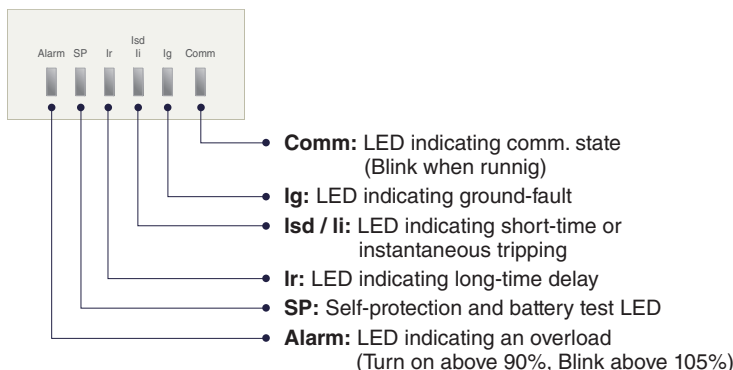 Isd
Alarm SP Ir Ii Ig Comm
Comm: LED indicating comm. state
(Blink when runnig)
Ig: LED indicating ground-fault
Isd / Ii: LED indicating short-time or
instantaneous tripping
Ir: LED indicating long-time delay
SP: Self-protection and battery test LED
Alarm: LED indicating an overload
(Turn on above 90%, Blink above 105%)